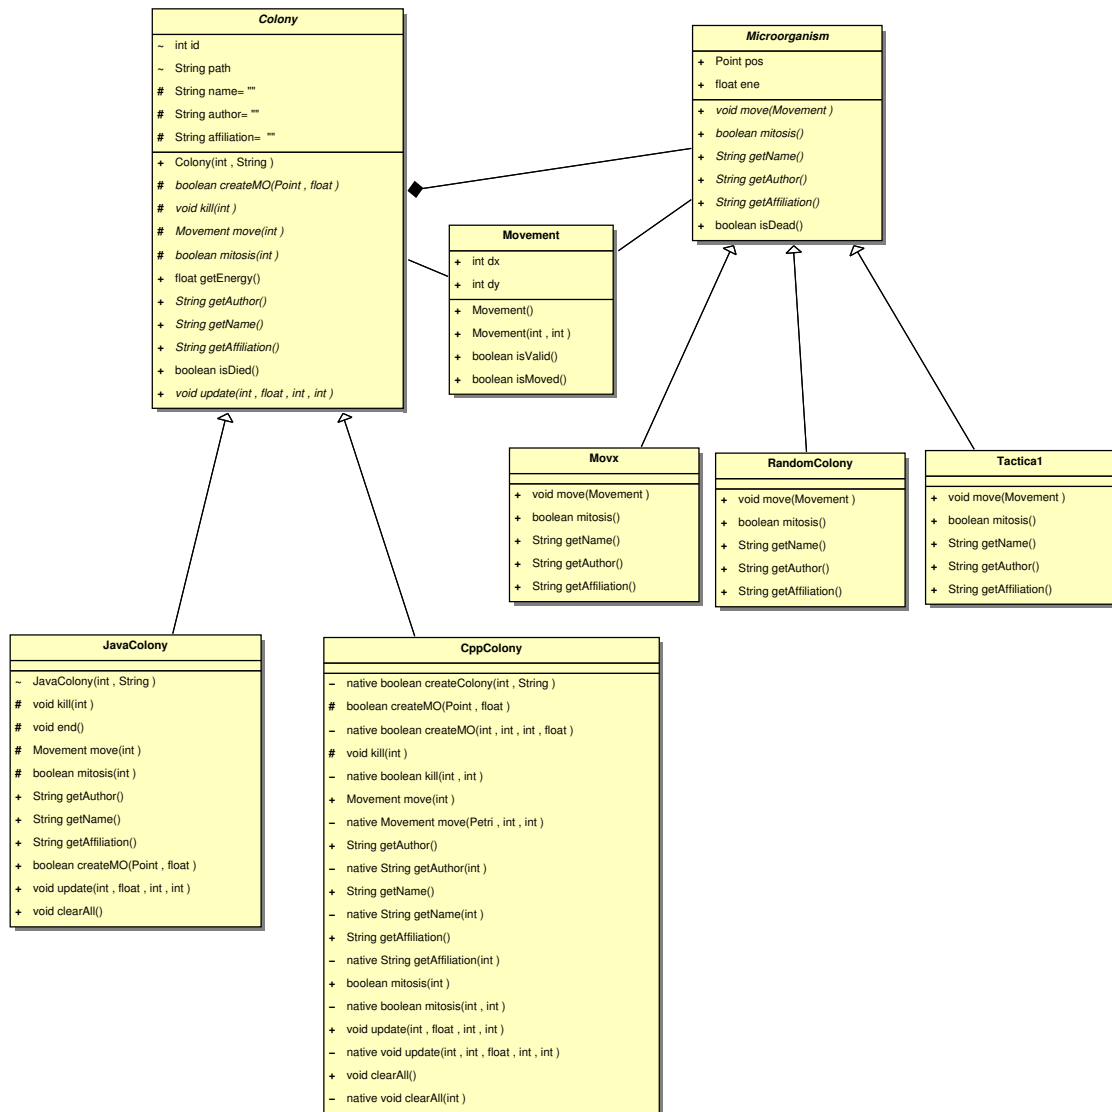 Colony
~ int id
~ String path
# String name= ""
# String author= ""
# String affiliation= ""
+ Colony(int , String )
# boolean createMO(Point , float )
# void kill(int )
# Movement move(int )
# boolean mitosis(int )
+ float getEnergy()
+ String getAuthor()
+ String getName()
+ String getAffiliation()
+ boolean isDied()
+ void update(int , float , int , int )
Microorganism
+ Point pos
+ float ene
+ void move(Movement )
+ boolean mitosis()
+ String getName()
+ String getAuthor()
+ String getAffiliation()
+ boolean isDead()
Movement
+ int dx
+ int dy
+ Movement()
+ Movement(int , int )
+ boolean isValid()
+ boolean isMoved()
Movx
+ void move(Movement )
+ boolean mitosis()
+ String getName()
+ String getAuthor()
+ String getAffiliation()
RandomColony
+ void move(Movement )
+ boolean mitosis()
+ String getName()
+ String getAuthor()
+ String getAffiliation()
Tactica1
+ void move(Movement )
+ boolean mitosis()
+ String getName()
+ String getAuthor()
+ String getAffiliation()
JavaColony
~ JavaColony(int , String )
# void kill(int )
# void end()
# Movement move(int )
# boolean mitosis(int )
+ String getAuthor()
+ String getName()
+ String getAffiliation()
+ boolean createMO(Point , float )
+ void update(int , float , int , int )
+ void clearAll()
CppColony
− native boolean createColony(int , String )
# boolean createMO(Point , float )
− native boolean createMO(int , int , int , float )
# void kill(int )
− native boolean kill(int , int )
+ Movement move(int )
− native Movement move(Petri , int , int )
+ String getAuthor()
− native String getAuthor(int )
+ String getName()
− native String getName(int )
+ String getAffiliation()
− native String getAffiliation(int )
+ boolean mitosis(int )
− native boolean mitosis(int , int )
+ void update(int , float , int , int )
− native void update(int , int , float , int , int )
+ void clearAll()
− native void clearAll(int )